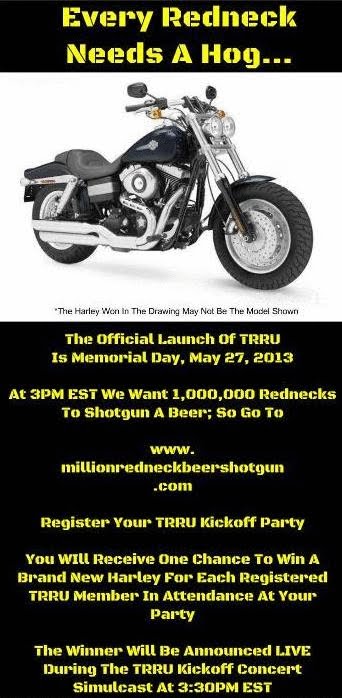 Every Redneck
Needs A Hog...
*The Harley Won In The Drawing May Not Be The Model Shown
The Official Launch Of TRRU
Is Memorial Day, May 27, 2013
At 3PM EST We Want 1,000,000 Rednecks
To Shotgun A Beer; So Go To
www.
millionredneckbeershotgun
.com
Register Your TRRU Kickoff Party
You WIll Receive One Chance To Win A
Brand New Harley For Each Registered
TRRU Member In Attendance At Your
Party
The Winner Will Be Announced LIVE
During The TRRU Kickoff Concert
Simulcast At 3:30PM EST